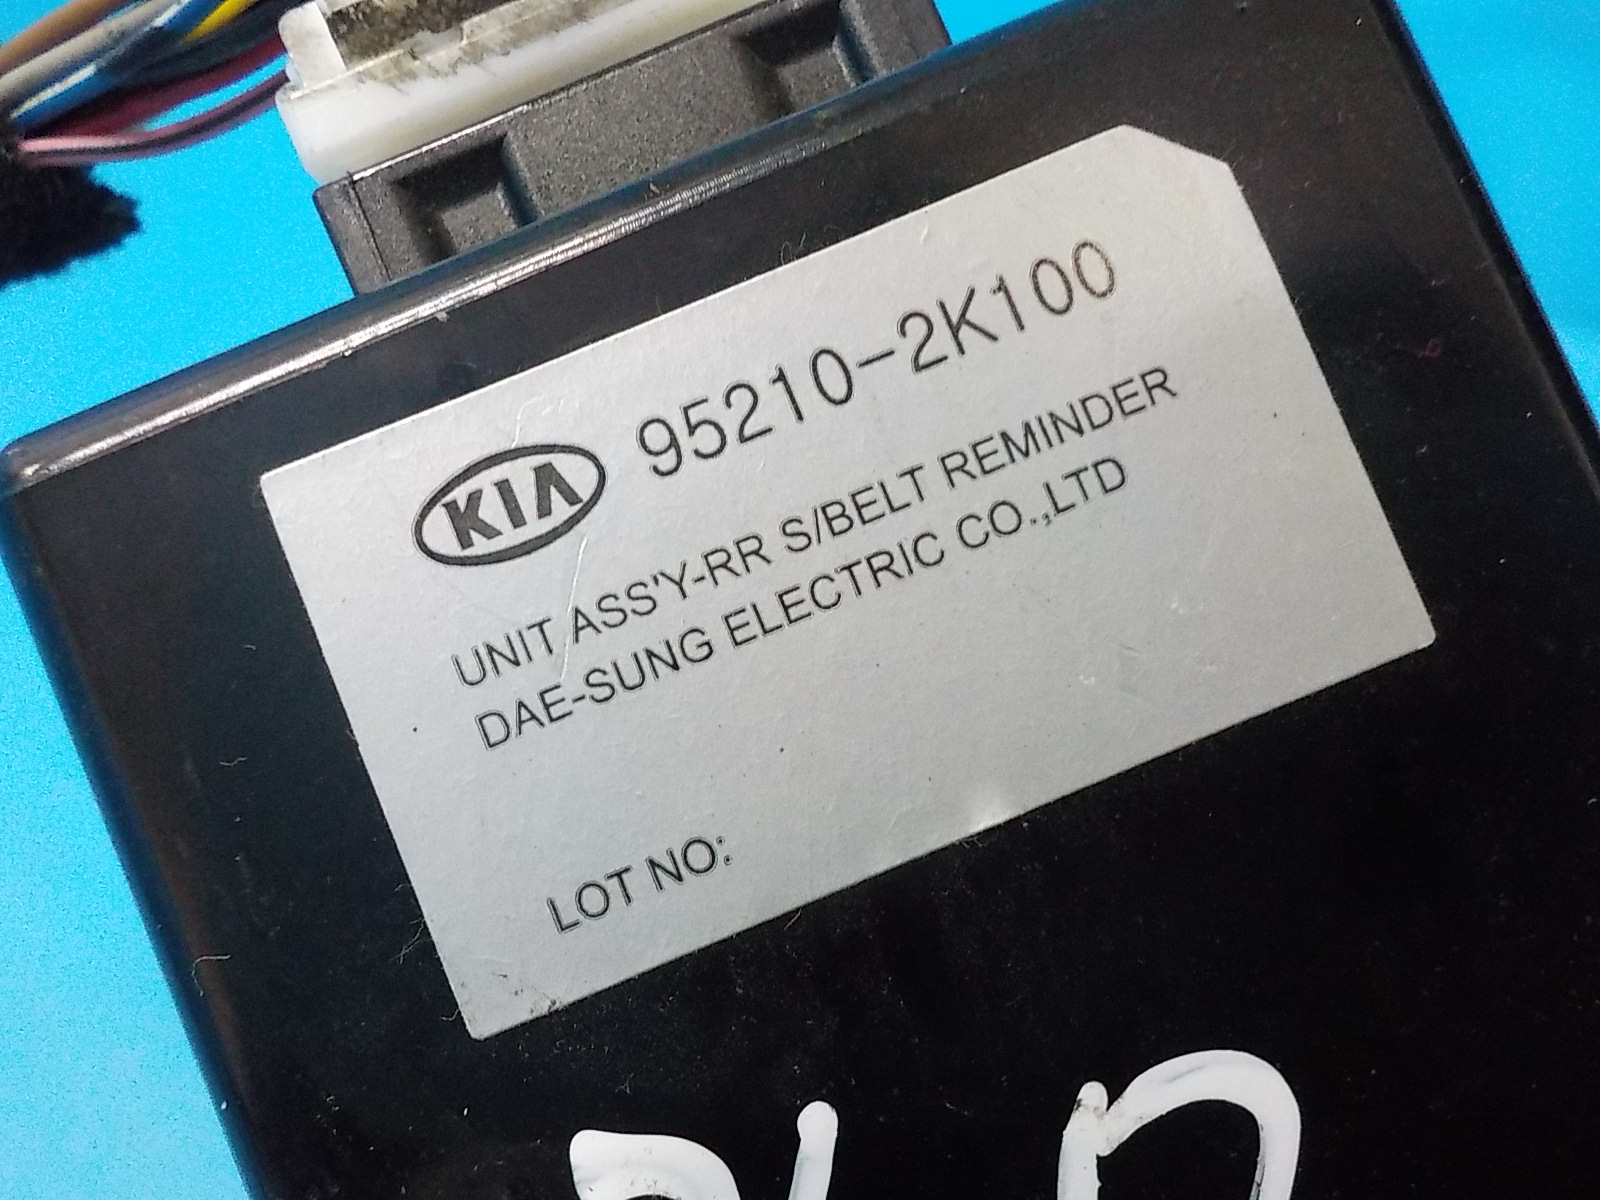 KIA 95210-2K100
UNIT ASS'Y-RR S/BELT REMINDER
DAE-SUNG ELECTRIC CO.,LTD
LOT NO: